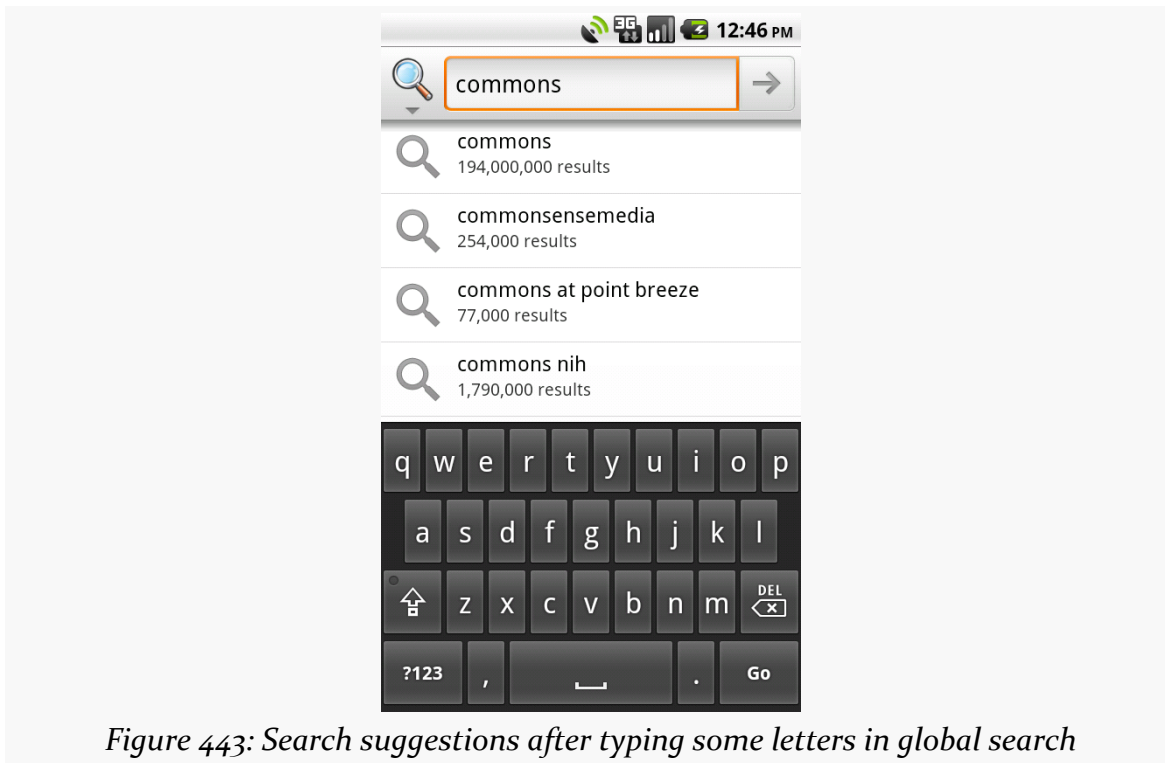 3G
12:46 PM
commons
commons
194,000,000 results
commonsensemedia
254,000 results
commons at point breeze
77,000 results
commons nih
1,790,000 results
q w e r t y u i o p
a s d f g h j k l
z x c v b n m DEL
?123 , . Go
Figure 443: Search suggestions after typing some letters in global search